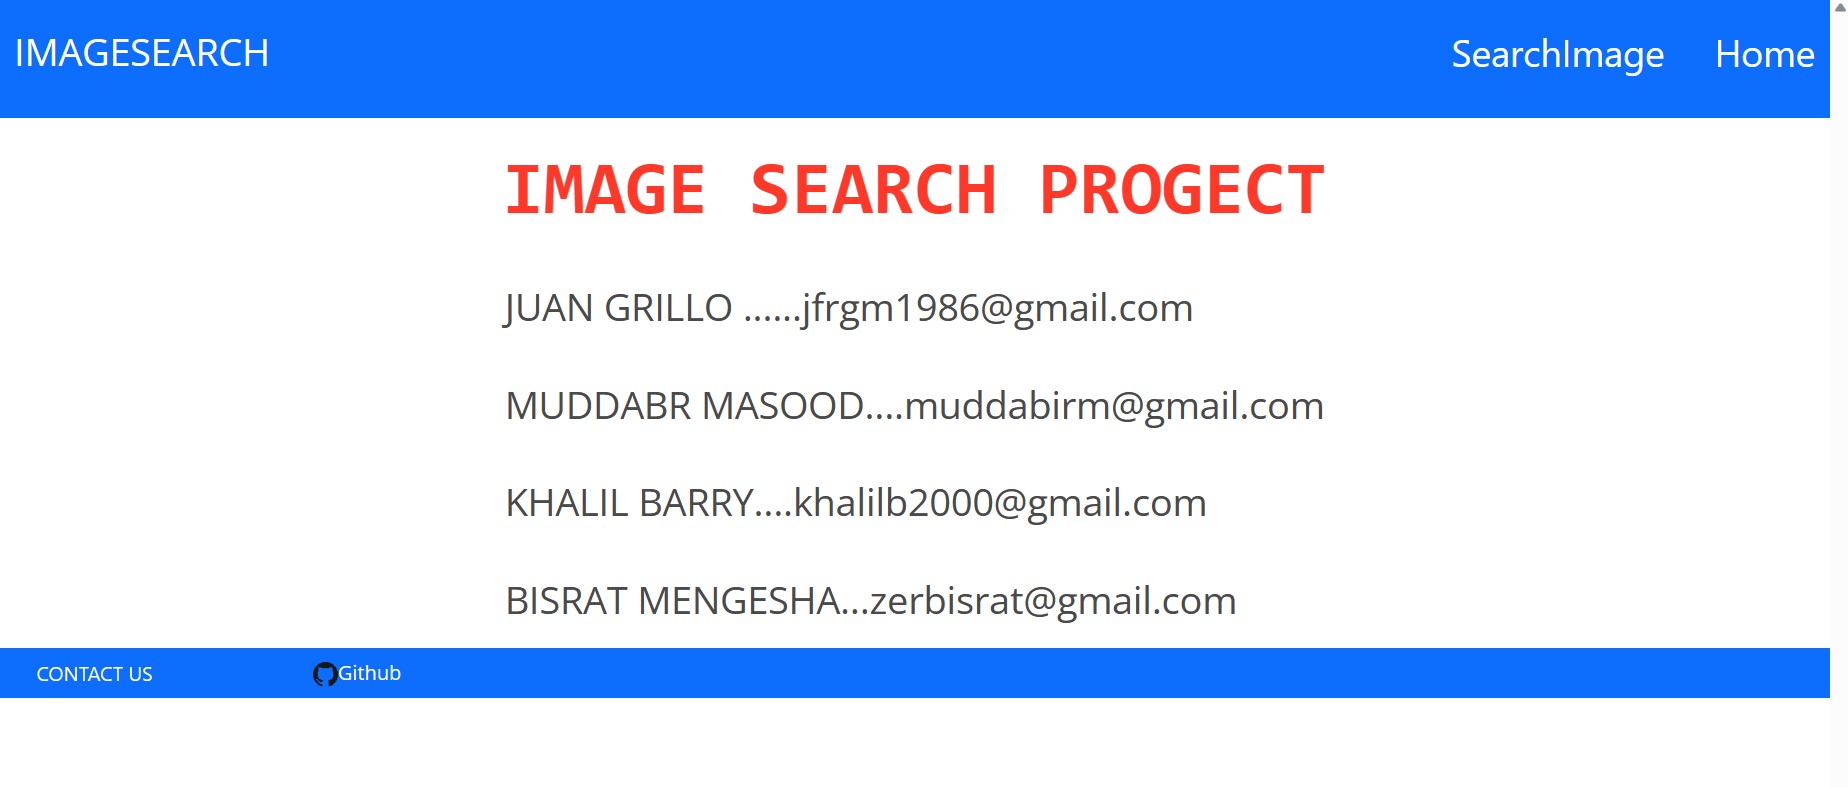 IMAGESEARCH SearchImage Home
IMAGE SEARCH PROGECT
JUAN GRILLO ......jfrgm1986@gmail.com
MUDDABR MASOOD....muddabirm@gmail.com
KHALIL BARRY....khalilb2000@gmail.com
BISRAT MENGESHA...zerbisrat@gmail.com
CONTACT US Github